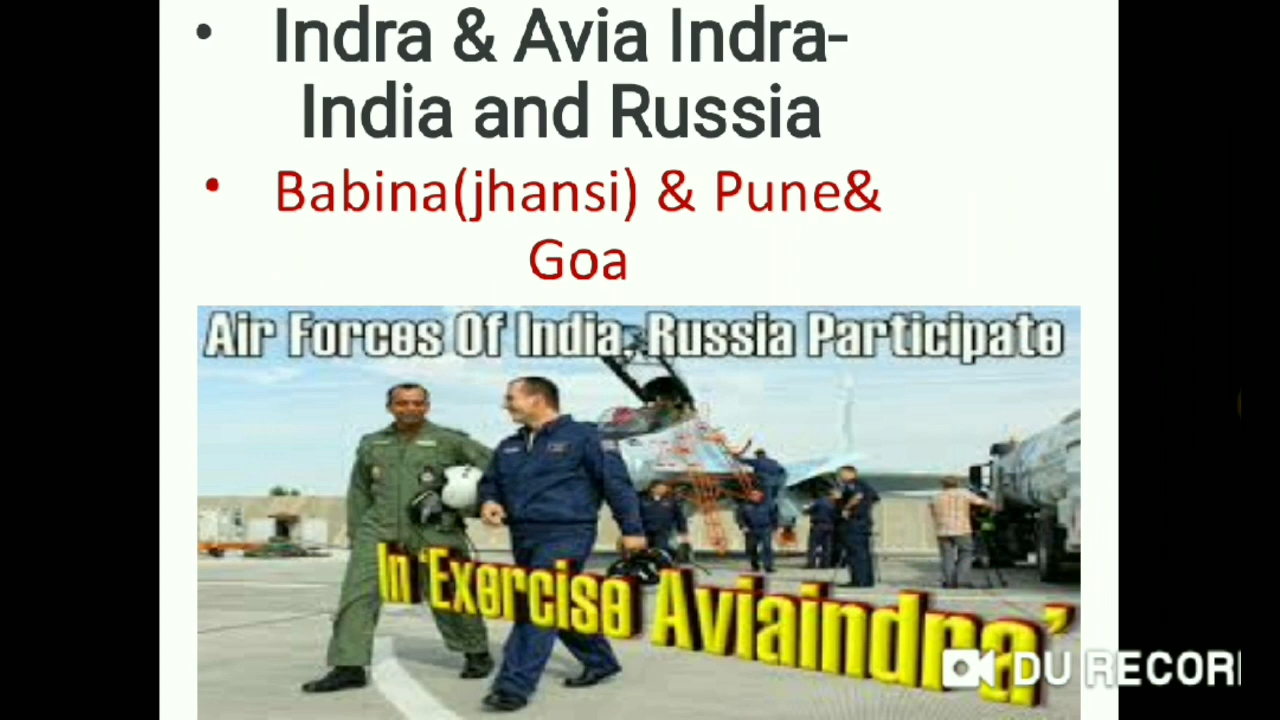 • Indra & Avia Indra-
India and Russia
• Babina(jhansi) & Pune&
Goa
Air Forces Of India, Russia Participate
In 'Exercise Aviaindra'
DU RECOR